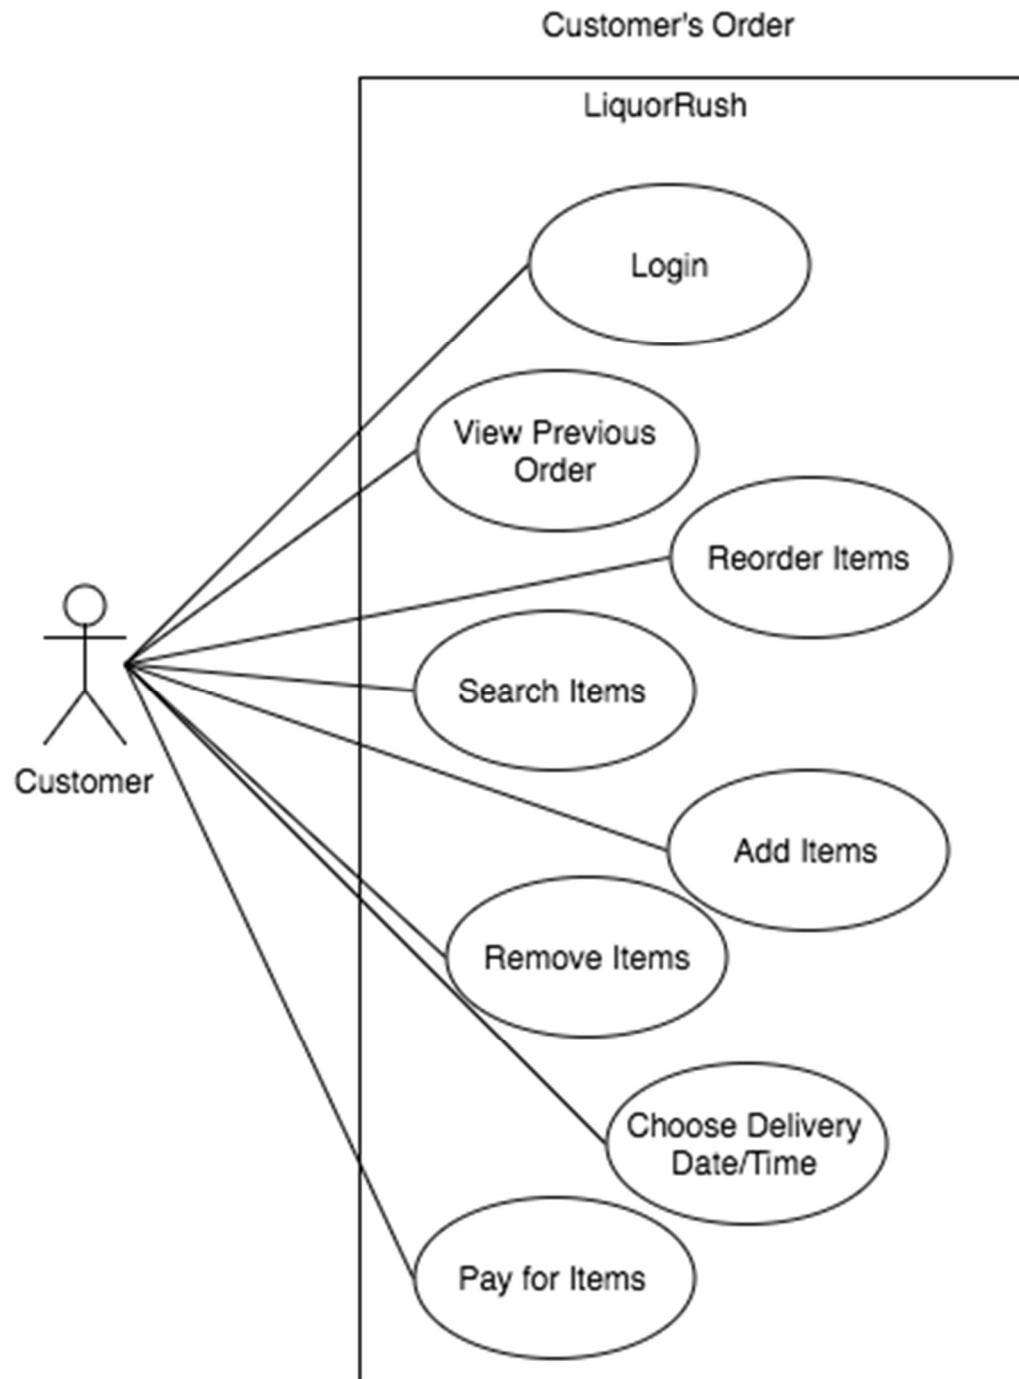 Customer's Order
LiquorRush
Login
View Previous
Order
Reorder Items
Search Items
Customer
Add Items
Remove Items
Choose Delivery
Date/Time
Pay for Items